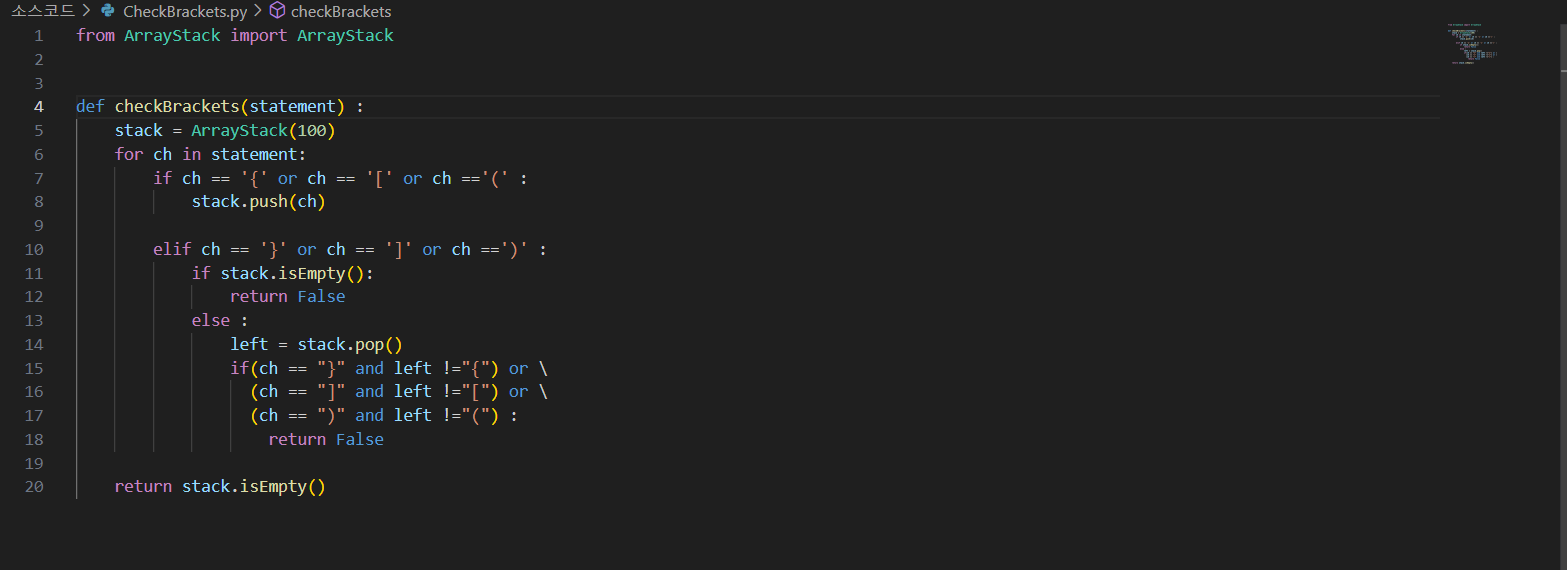 소스코드 > CheckBrackets.py > checkBrackets
1 from ArrayStack import ArrayStack
2
3
4 def checkBrackets(statement) :
5     stack = ArrayStack(100)
6     for ch in statement:
7         if ch == '{' or ch == '[' or ch =='(' :
8             stack.push(ch)
9
10         elif ch == '}' or ch == ']' or ch ==')' :
11             if stack.isEmpty():
12                 return False
13             else :
14                 left = stack.pop()
15                 if(ch == "}" and left !="{") or \
16                   (ch == "]" and left !="[") or \
17                   (ch == ")" and left !="(") :
18                     return False
19
20     return stack.isEmpty()